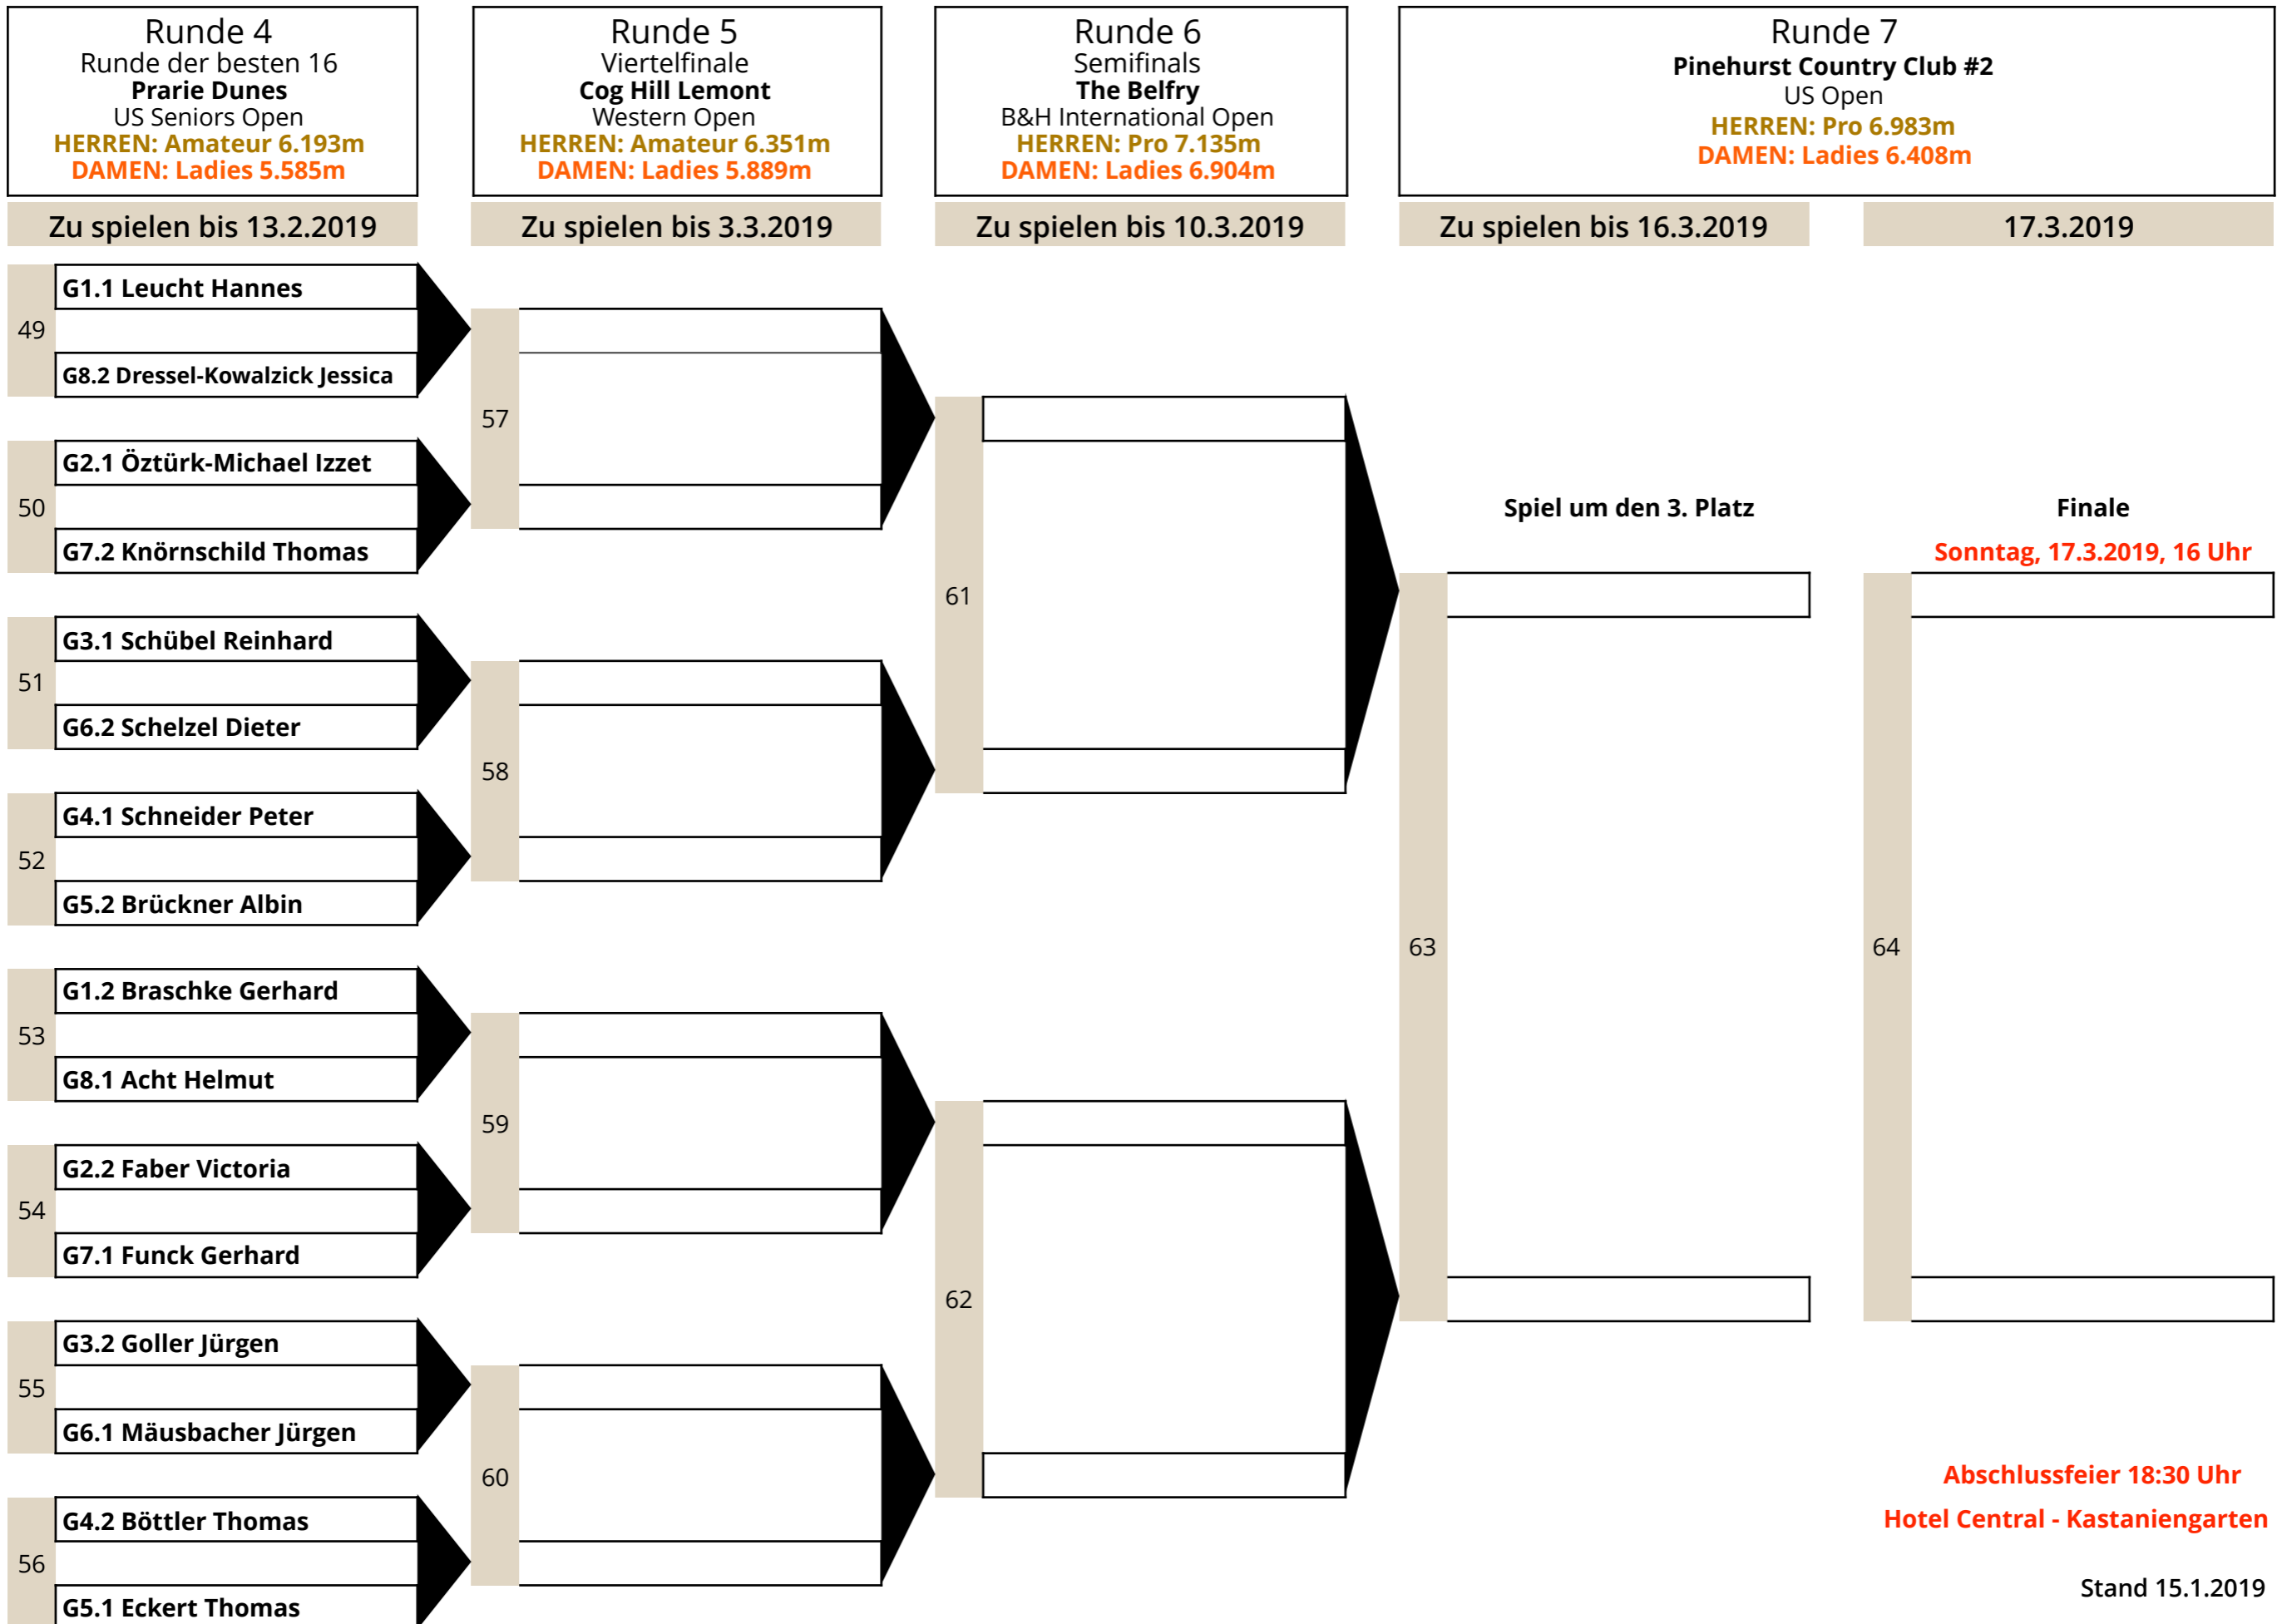 Runde 4
Runde der besten 16
Prarie Dunes
US Seniors Open
HERREN: Amateur 6.193m
DAMEN: Ladies 5.585m
Runde 5
Viertelfinale
Cog Hill Lemont
Western Open
HERREN: Amateur 6.351m
DAMEN: Ladies 5.889m
Runde 6
Semifinals
The Belfry
B&H International Open
HERREN: Pro 7.135m
DAMEN: Ladies 6.904m
Runde 7
Pinehurst Country Club #2
US Open
HERREN: Pro 6.983m
DAMEN: Ladies 6.408m
Zu spielen bis 13.2.2019
Zu spielen bis 3.3.2019
Zu spielen bis 10.3.2019
Zu spielen bis 16.3.2019
17.3.2019
G1.1 Leucht Hannes
49
G8.2 Dressel-Kowalzick Jessica
G2.1 Öztürk-Michael Izzet
50
G7.2 Knörnschild Thomas
G3.1 Schübel Reinhard
51
G6.2 Schelzel Dieter
G4.1 Schneider Peter
52
G5.2 Brückner Albin
G1.2 Braschke Gerhard
53
G8.1 Acht Helmut
G2.2 Faber Victoria
54
G7.1 Funck Gerhard
G3.2 Goller Jürgen
55
G6.1 Mäusbacher Jürgen
G4.2 Böttler Thomas
56
G5.1 Eckert Thomas
57
58
59
60
61
62
Spiel um den 3. Platz
63
Finale
Sonntag, 17.3.2019, 16 Uhr
64
Abschlussfeier 18:30 Uhr
Hotel Central - Kastaniengarten
Stand 15.1.2019